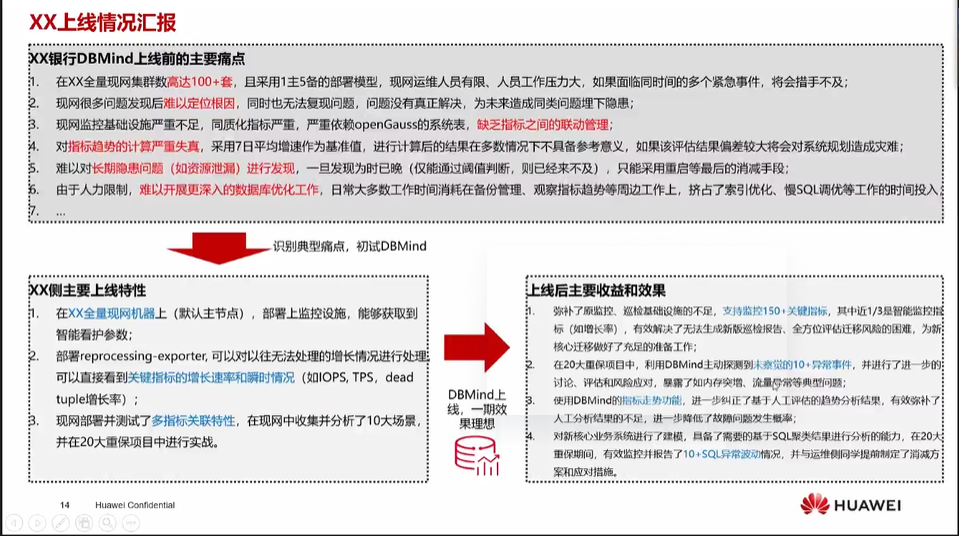 XX上线情况汇报
XX银行DBMind上线前的主要痛点
1. 在XX全量现网集群数高达100+套，且采用1主5备的部署模型，现网运维人员有限、人员工作压力大，如果面临同时间的多个紧急事件，将会措手不及；
2. 现网很多问题发现后难以定位根因，同时也无法复现问题，问题没有真正解决，为未来造成同类问题埋下隐患；
3. 现网监控基础设施严重不足，同质化指标严重，严重依赖openGauss的系统表，缺乏指标之间的联动管理；
4. 对指标趋势的计算严重失真，采用7日平均增速作为基准值，进行计算后的结果在多数情况下不具备参考意义，如果该评估结果偏差较大将会对系统规划造成灾难；
5. 难以对长期隐患问题（如资源泄漏）进行发现，一旦发现为时已晚（仅能通过阈值判断，则已经来不及），只能采用重启等最后的消减手段；
6. 由于人力限制，难以开展更深入的数据库优化工作，日常大多数工作时间消耗在备份管理、观察指标趋势等周边工作上，挤占了索引优化、慢SQL调优等工作的时间投入；
7. ...
识别典型痛点，初试DBMind
XX侧主要上线特性
1. 在XX全量现网机器上（默认主节点），部署上监控设施，能够获取到
智能看护参数；
2. 部署reprocessing-exporter, 可以对以往无法处理的增长情况进行处理,
可以直接看到关键指标的增长速率和瞬时情况（如IOPS, TPS，dead
tuple增长率）；
3. 现网部署并测试了多指标关联特性，在现网中收集并分析了10大场景，
并在20大重保项目中进行实战。
DBMind上
线，一期效
果理想
上线后主要收益和效果
1. 弥补了原监控、巡检基础设施的不足，支持监控150+关键指标，其中近1/3是智能监控指
标（如增长率），有效解决了无法生成新版巡检报告、全方位评估迁移风险的困难，为新
核心迁移做好了充足的准备工作；
2. 在20大重保项目中，利用DBMind主动探测到未察觉的10+异常事件，并进行了进一步的
讨论、评估和风险应对，暴露了如内存突增、流量异常等典型问题；
3. 使用DBMind的指标走势功能，进一步纠正了基于人工评估的趋势分析结果，有效弥补了
人工分析结果的不足，进一步降低了故障问题发生概率；
4. 对新核心业务系统进行了建模，具备了需要的基于SQL聚类结果进行分析的能力，在20大
重保期间，有效监控并报告了10+SQL异常波动情况，并与运维侧同学提前制定了消减方
案和应对措施。
14 Huawei Confidential
HUAWEI